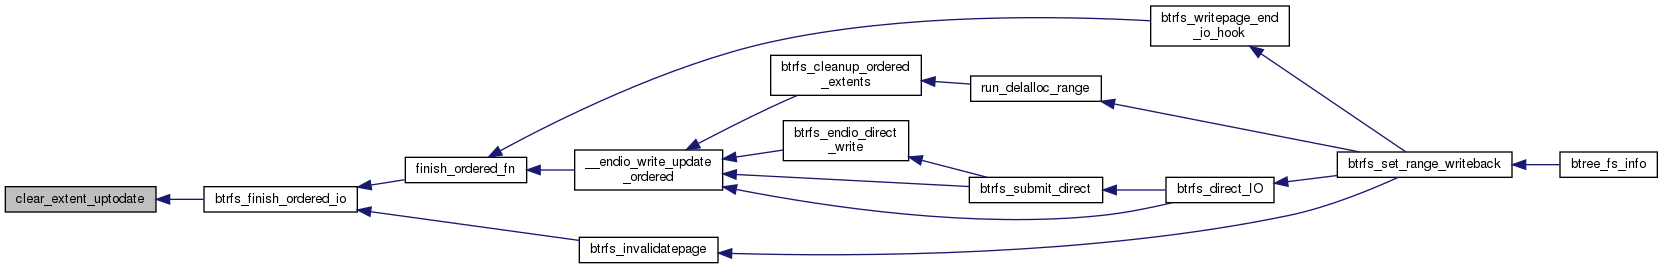 btrfs_writepage_end
_io_hook
btrfs_cleanup_ordered
_extents
run_delalloc_range
btrfs_endio_direct
_write
finish_ordered_fn
__endio_write_update
_ordered
btrfs_set_range_writeback
btree_fs_info
clear_extent_uptodate
btrfs_finish_ordered_io
btrfs_submit_direct
btrfs_direct_IO
btrfs_invalidatepage